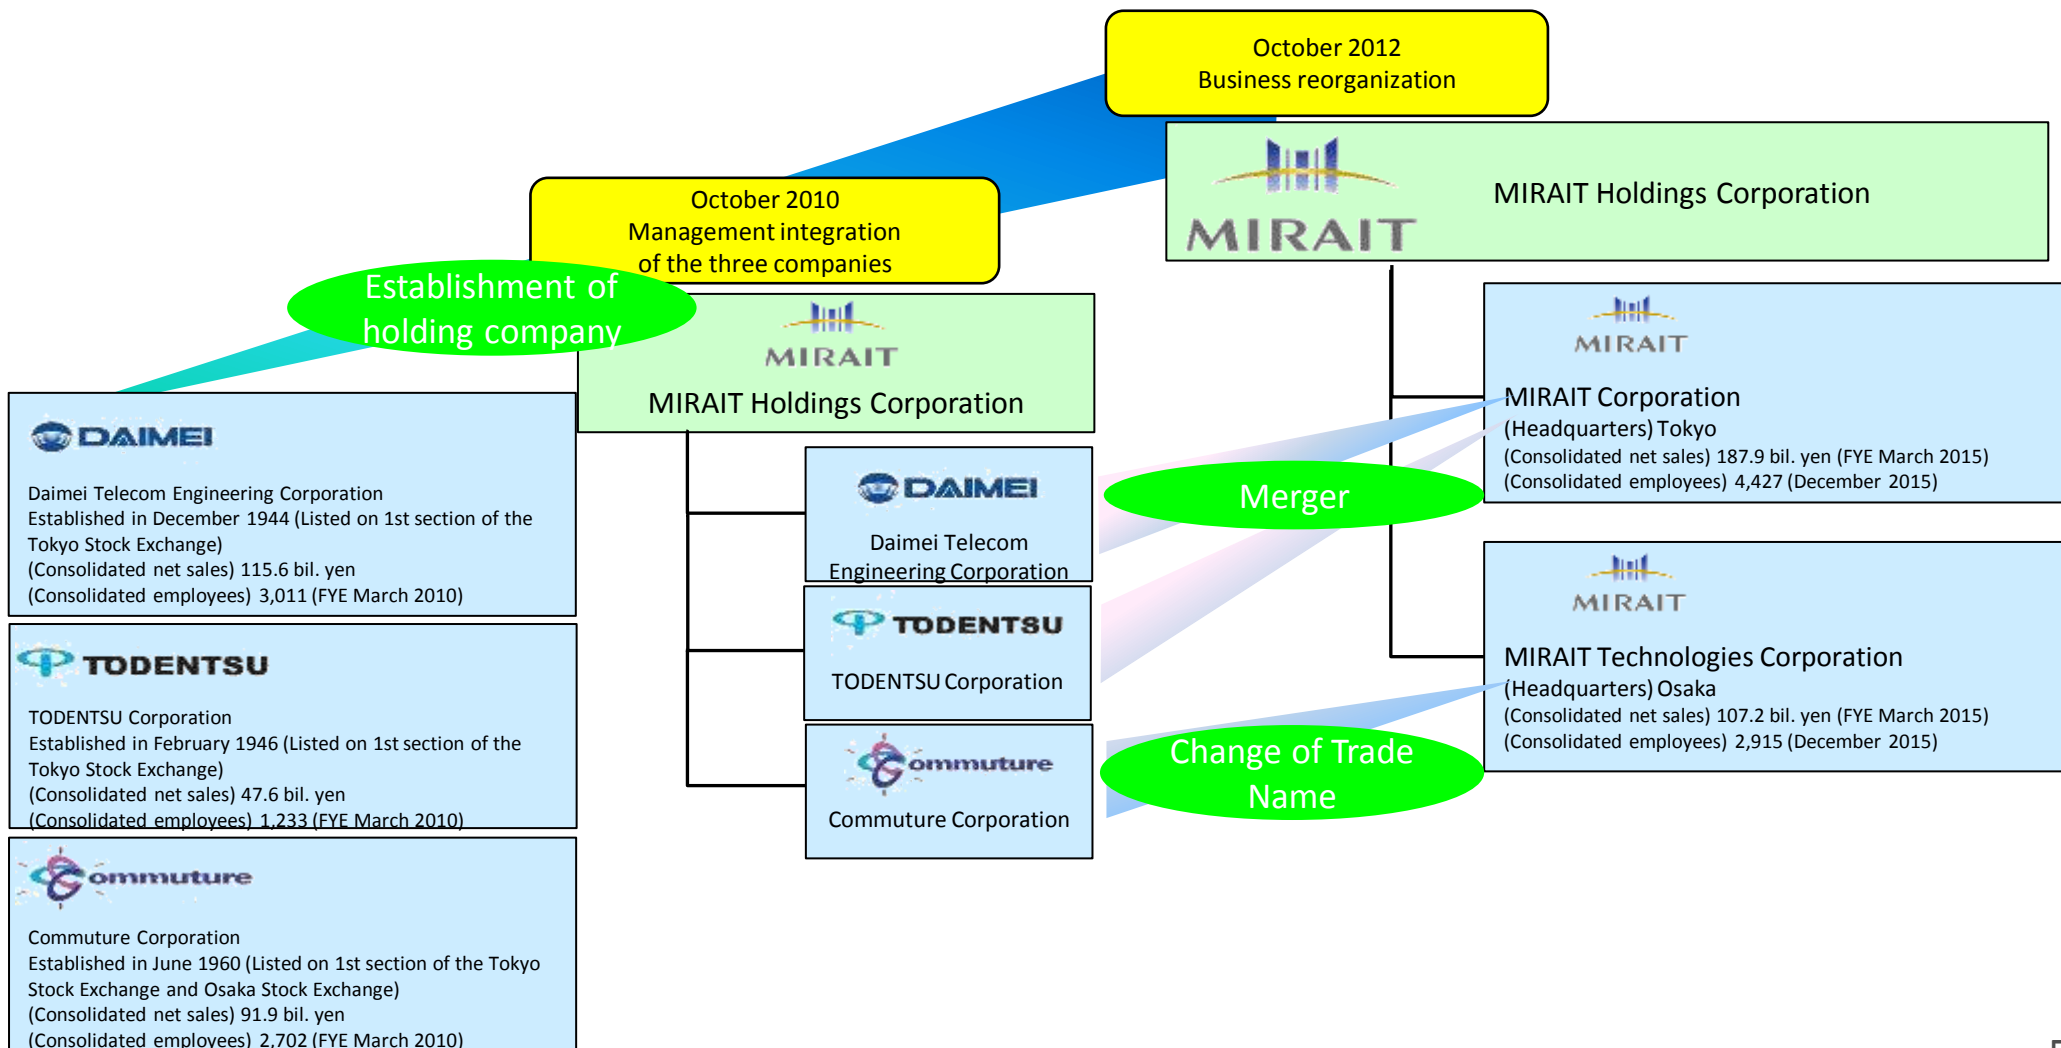 October 2012
Business reorganization
MIRAIT
MIRAIT Holdings Corporation
October 2010
Management integration
of the three companies
Establishment of
holding company
MIRAIT
MIRAIT Holdings Corporation
DAIMEI
Daimei Telecom Engineering Corporation
Established in December 1944 (Listed on 1st section of the
Tokyo Stock Exchange)
(Consolidated net sales) 115.6 bil. yen
(Consolidated employees) 3,011 (FYE March 2010)
TODENTSU
TODENTSU Corporation
Established in February 1946 (Listed on 1st section of the
Tokyo Stock Exchange)
(Consolidated net sales) 47.6 bil. yen
(Consolidated employees) 1,233 (FYE March 2010)
Commuture
Commuture Corporation
Established in June 1960 (Listed on 1st section of the Tokyo
Stock Exchange and Osaka Stock Exchange)
(Consolidated net sales) 91.9 bil. yen
(Consolidated employees) 2,702 (FYE March 2010)
DAIMEI
Daimei Telecom
Engineering Corporation
TODENTSU
TODENTSU Corporation
Commuture
Commuture Corporation
Merger
Change of Trade
Name
MIRAIT
MIRAIT Corporation
(Headquarters) Tokyo
(Consolidated net sales) 187.9 bil. yen (FYE March 2015)
(Consolidated employees) 4,427 (December 2015)
MIRAIT
MIRAIT Technologies Corporation
(Headquarters) Osaka
(Consolidated net sales) 107.2 bil. yen (FYE March 2015)
(Consolidated employees) 2,915 (December 2015)